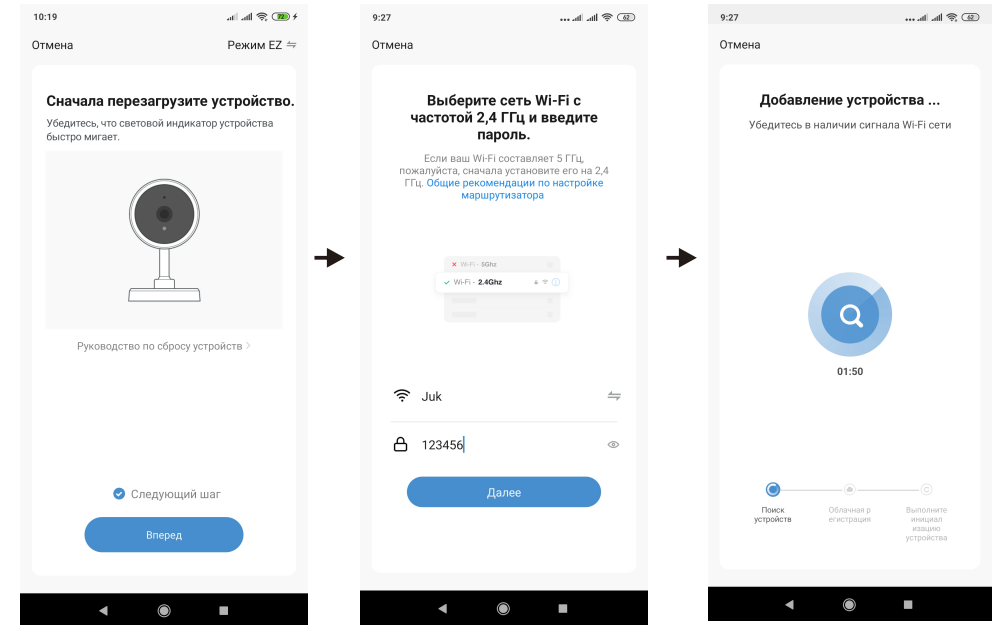 10:19
72
Отмена
Режим EZ
Сначала перезагрузите устройство.
Убедитесь, что световой индикатор устройства
быстро мигает.
Руководство по сбросу устройств
Следующий шаг
Вперед
9:27
62
Отмена
Выберите сеть Wi-Fi с
частотой 2,4 ГГц и введите
пароль.
Если ваш Wi-Fi составляет 5 ГГц,
пожалуйста, сначала установите его на 2,4
ГГц. Общие рекомендации по настройке
маршрутизатора
Wi-Fi - 5Ghz
Wi-Fi - 2.4Ghz
Juk
123456
Далее
9:27
62
Отмена
Добавление устройства ...
Убедитесь в наличии сигнала Wi-Fi сети
01:50
Поиск
устройств
Облачная р
егистрация
Выполните
инициал
изацию
устройства